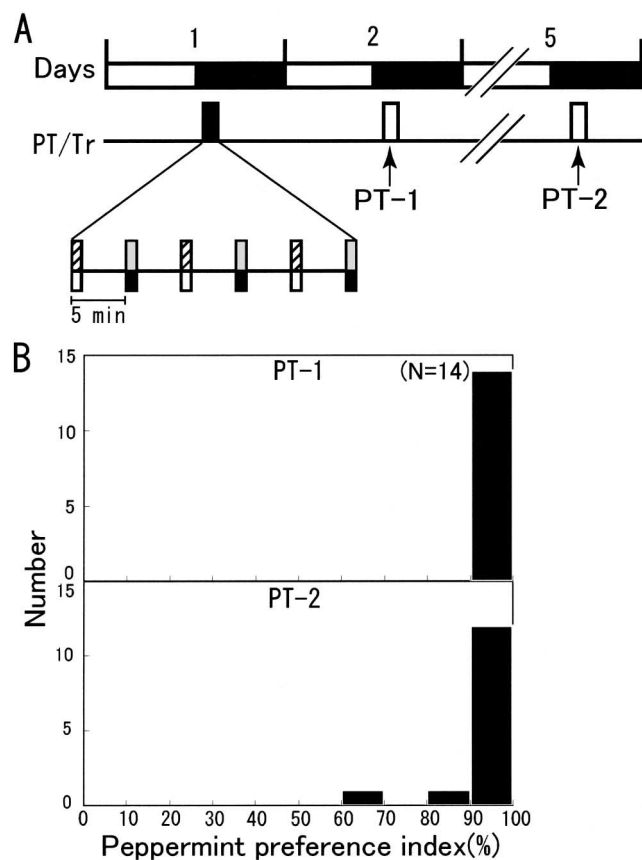 A
1 2 5
Days
PT/Tr
PT-1 PT-2
5 min
B
PT-1 (N=14)
15
10
5
0
PT-2
15
10
5
0
Number
0 10 20 30 40 50 60 70 80 90 100
Peppermint preference index(%)